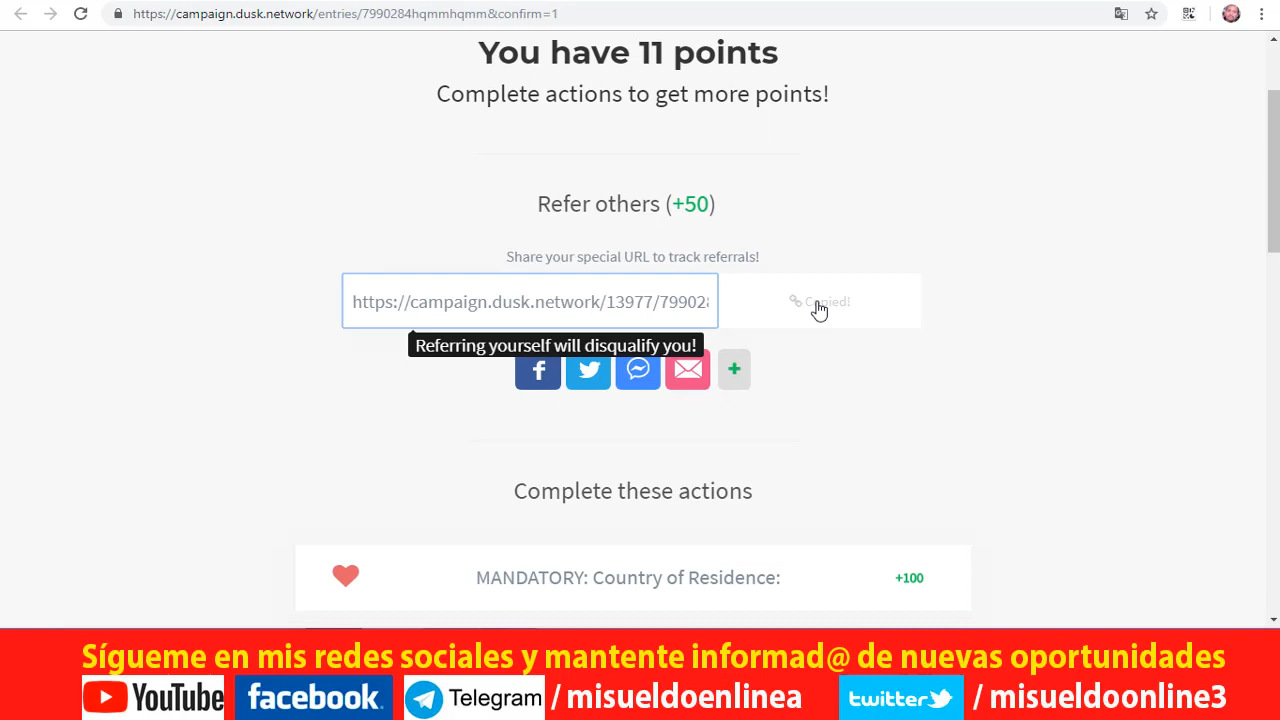 https://campaign.dusk.network/entries/7990284hqmmhqmm&confirm=1
You have 11 points
Complete actions to get more points!
Refer others (+50)
Share your special URL to track referrals!
https://campaign.dusk.network/13977/79902
Copied!
Referring yourself will disqualify you!
Complete these actions
MANDATORY: Country of Residence: +100
Sígueme en mis redes sociales y mantente informad@ de nuevas oportunidades
YouTube facebook Telegram / misueldoenlinea twitter / misueldoonline3